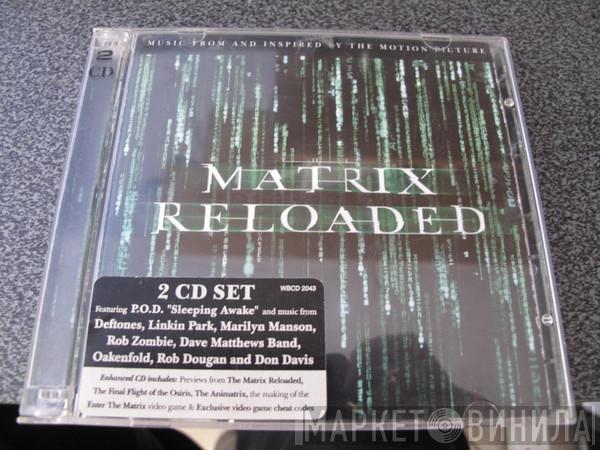 MUSIC FROM AND INSPIRED BY THE MOTION PICTURE
2
CD
MATRIX
RELOADED
2 CD SET
WBCD 2043
Featuring P.O.D. "Sleeping Awake" and music from
Deftones, Linkin Park, Marilyn Manson,
Rob Zombie, Dave Matthews Band,
Oakenfold, Rob Dougan and Don Davis
Enhanced CD includes: Previews from The Matrix Reloaded,
The Final Flight of the Osiris, The Animatrix, the making of the
Enter The Matrix video game & Exclusive video game cheat codes
МАРКЕТ ВИНИЛА